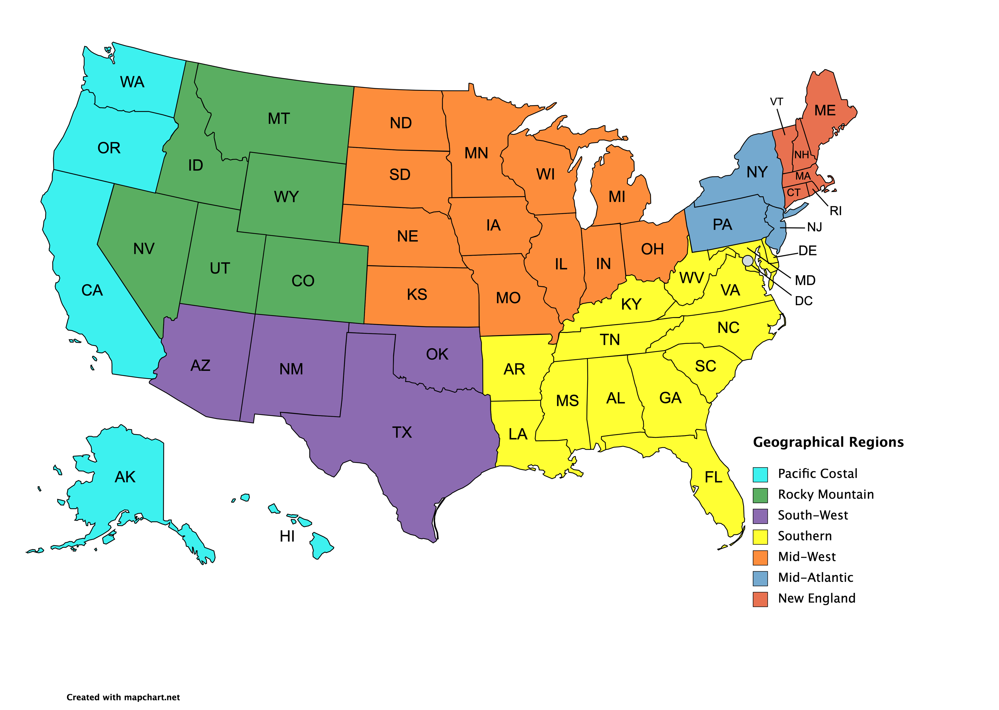 WA
VT
ME
MT
ND
OR
MN
NH
ID
SD
WI
NY
MA
WY
MI
CT
RI
NE
IA
PA
NJ
NV
OH
DE
UT
IL
IN
CO
WV
MD
CA
KS
MO
KY
VA
DC
NC
TN
AZ
NM
OK
AR
SC
MS
AL
GA
TX
LA
Geographical Regions
AK
FL
Pacific Costal
Rocky Mountain
South-West
HI
Southern
Mid-West
Mid-Atlantic
New England
Created with mapchart.net